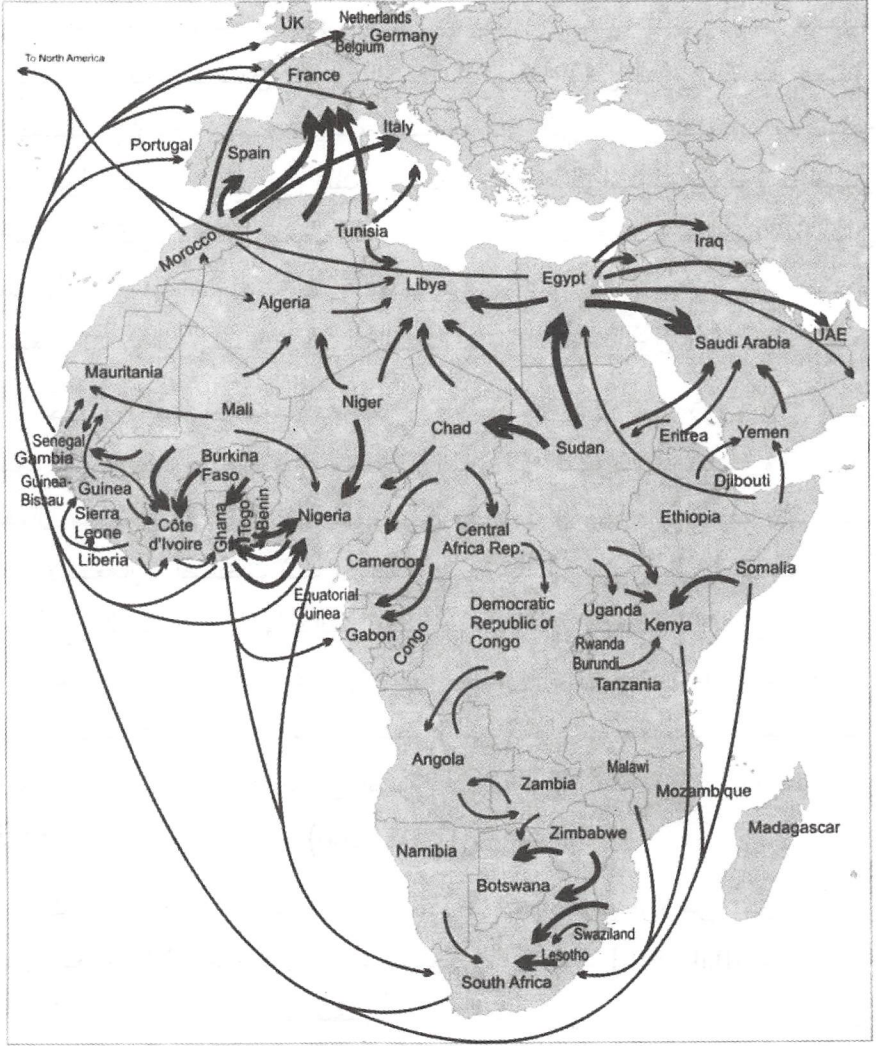 UK
Netherlands
Germany
Belgium
To North America
France
Italy
Portugal
Spain
Tunisia
Morocco
Iraq
Egypt
Libya
Algeria
UAE
Saudi Arabia
Mauritania
Mali
Niger
Chad
Sudan
Eritrea
Yemen
Senegal
Gambia
Burkina
Faso
Djibouti
Guinea-
Bissau
Guinea
Sierra
Leone
Côte
d'Ivoire
Ghana
Togo
Benin
Nigeria
Ethiopia
Central
Africa Rep.
Liberia
Cameroon
Somalia
Equatorial
Guinea
Democratic
Republic of
Congo
Uganda
Kenya
Gabon
Congo
Rwanda
Burundi
Tanzania
Angola
Malawi
Zambia
Mozambique
Zimbabwe
Madagascar
Namibia
Botswana
Swaziland
Lesotho
South Africa